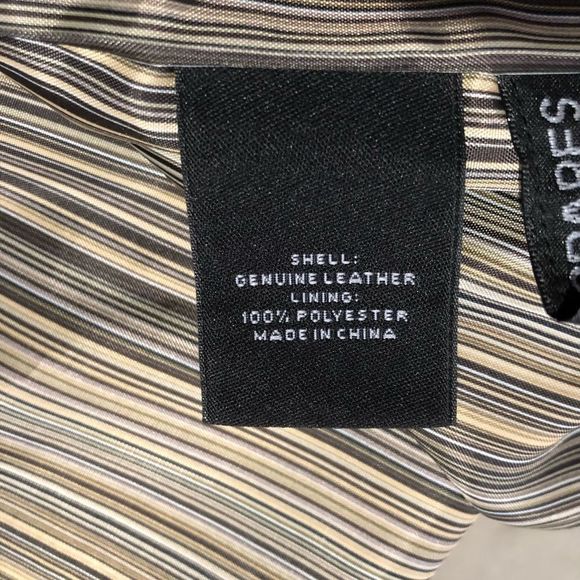 SHELL:
GENUINE LEATHER
LINING:
100% POLYESTER
MADE IN CHINA